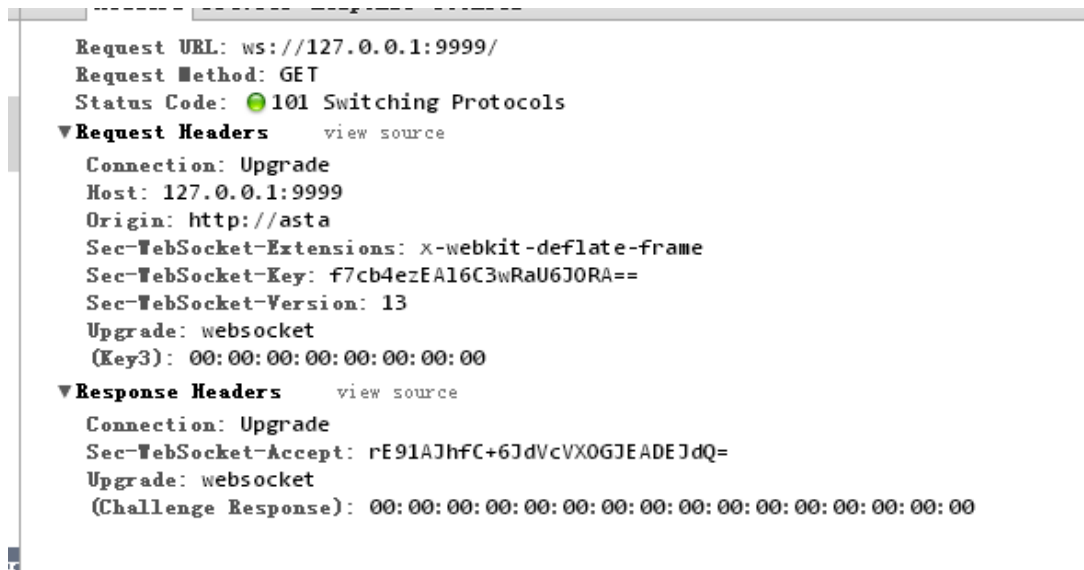 Request URL: ws://127.0.0.1:9999/
Request Method: GET
Status Code: 101 Switching Protocols
▼Request Headers view source
Connection: Upgrade
Host: 127.0.0.1:9999
Origin: http://asta
Sec-WebSocket-Extensions: x-webkit-deflate-frame
Sec-WebSocket-Key: f7cb4ezEAl6C3wRaU6JORA==
Sec-WebSocket-Version: 13
Upgrade: websocket
(Key3): 00:00:00:00:00:00:00:00
▼Response Headers view source
Connection: Upgrade
Sec-WebSocket-Accept: rE91AJhfC+6JdVcVXOGJEADEJdQ=
Upgrade: websocket
(Challenge Response): 00:00:00:00:00:00:00:00:00:00:00:00:00:00:00:00